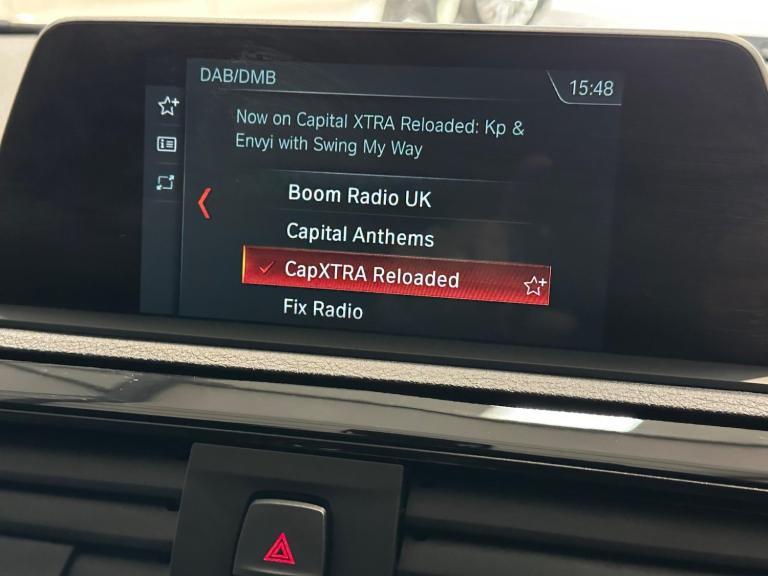 DAB/DMB
15:48
Now on Capital XTRA Reloaded: Kp &
Envyi with Swing My Way
Boom Radio UK
Capital Anthems
CapXTRA Reloaded
Fix Radio